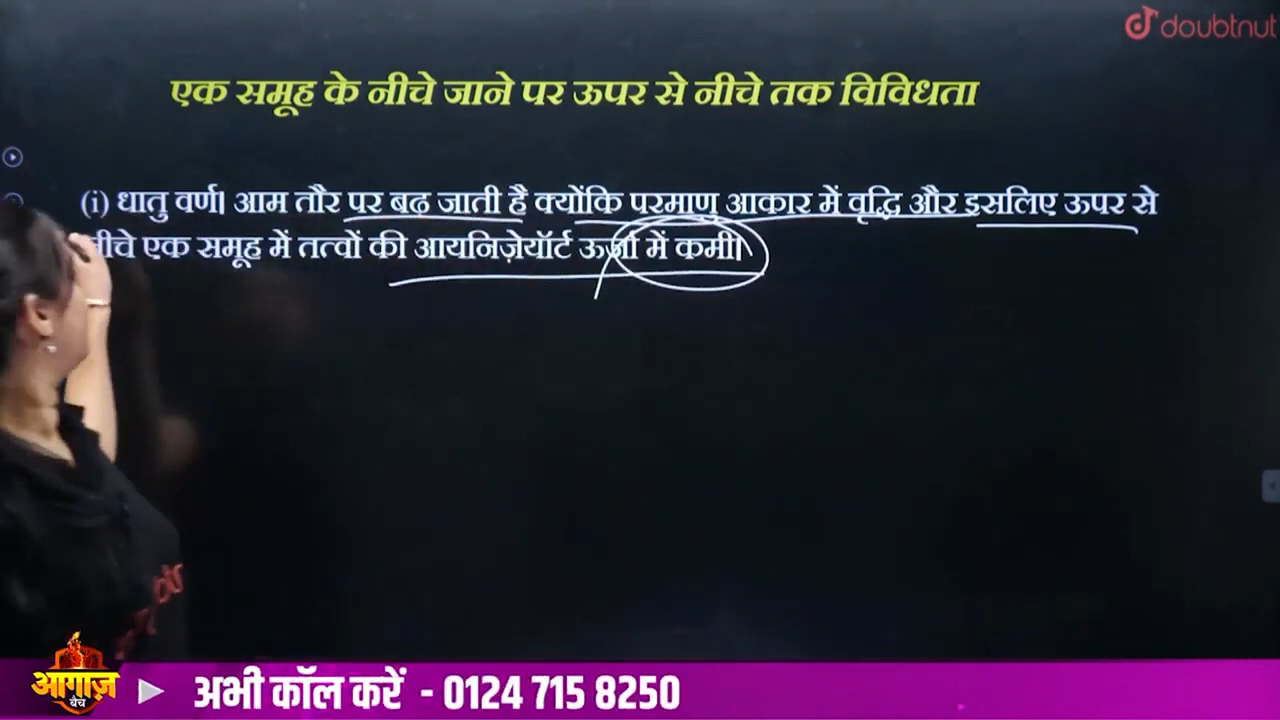 doubtnut
एक समूह के नीचे जाने पर ऊपर से नीचे तक विविधता
(i) धातु वर्ण। आम तौर पर बढ़ जाती है क्योंकि परमाणु आकार में वृद्धि और इसलिए ऊपर से
नीचे एक समूह में तत्वों की आयनिज़ेयॉर्ट ऊर्जा में कमी।
आगाज़
बैच
अभी कॉल करें - 0124 715 8250